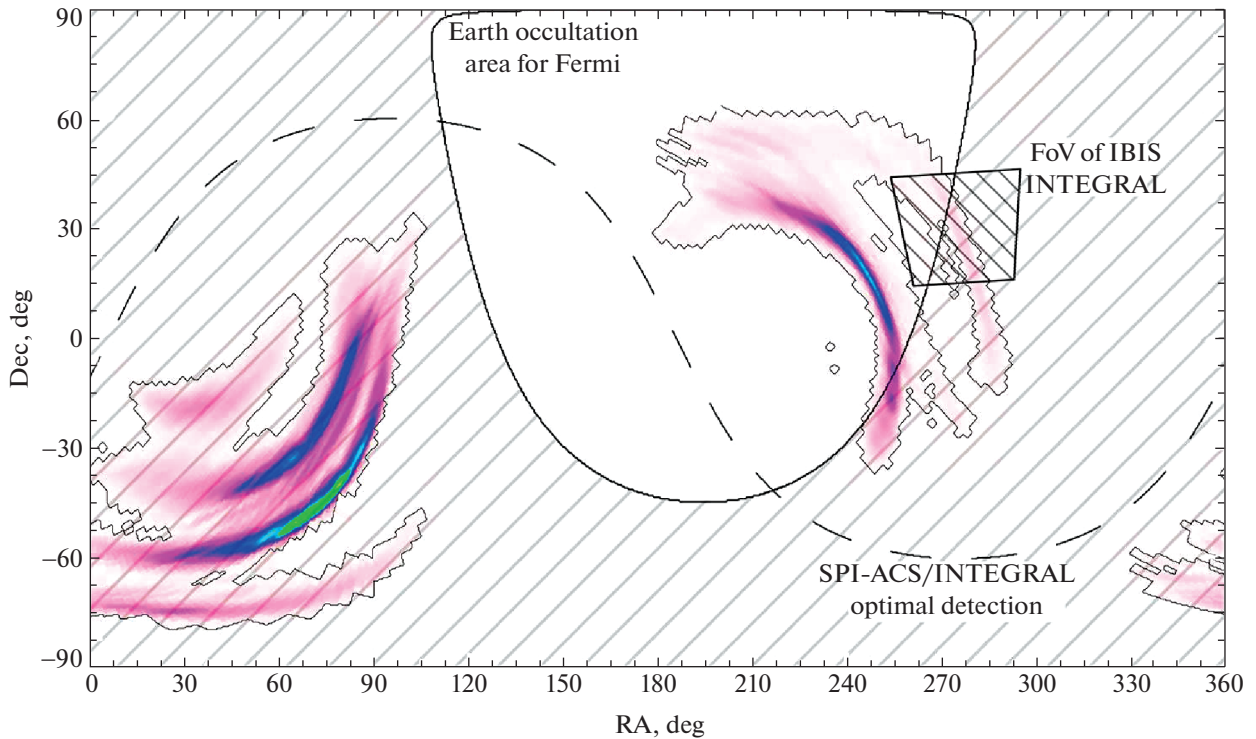 90
60
30
0
−30
−60
−90
Dec, deg
Earth occultation
area for Fermi
FoV of IBIS
INTEGRAL
SPI-ACS/INTEGRAL
optimal detection
0 30 60 90 120 150 180 210 240 270 300 330 360
RA, deg